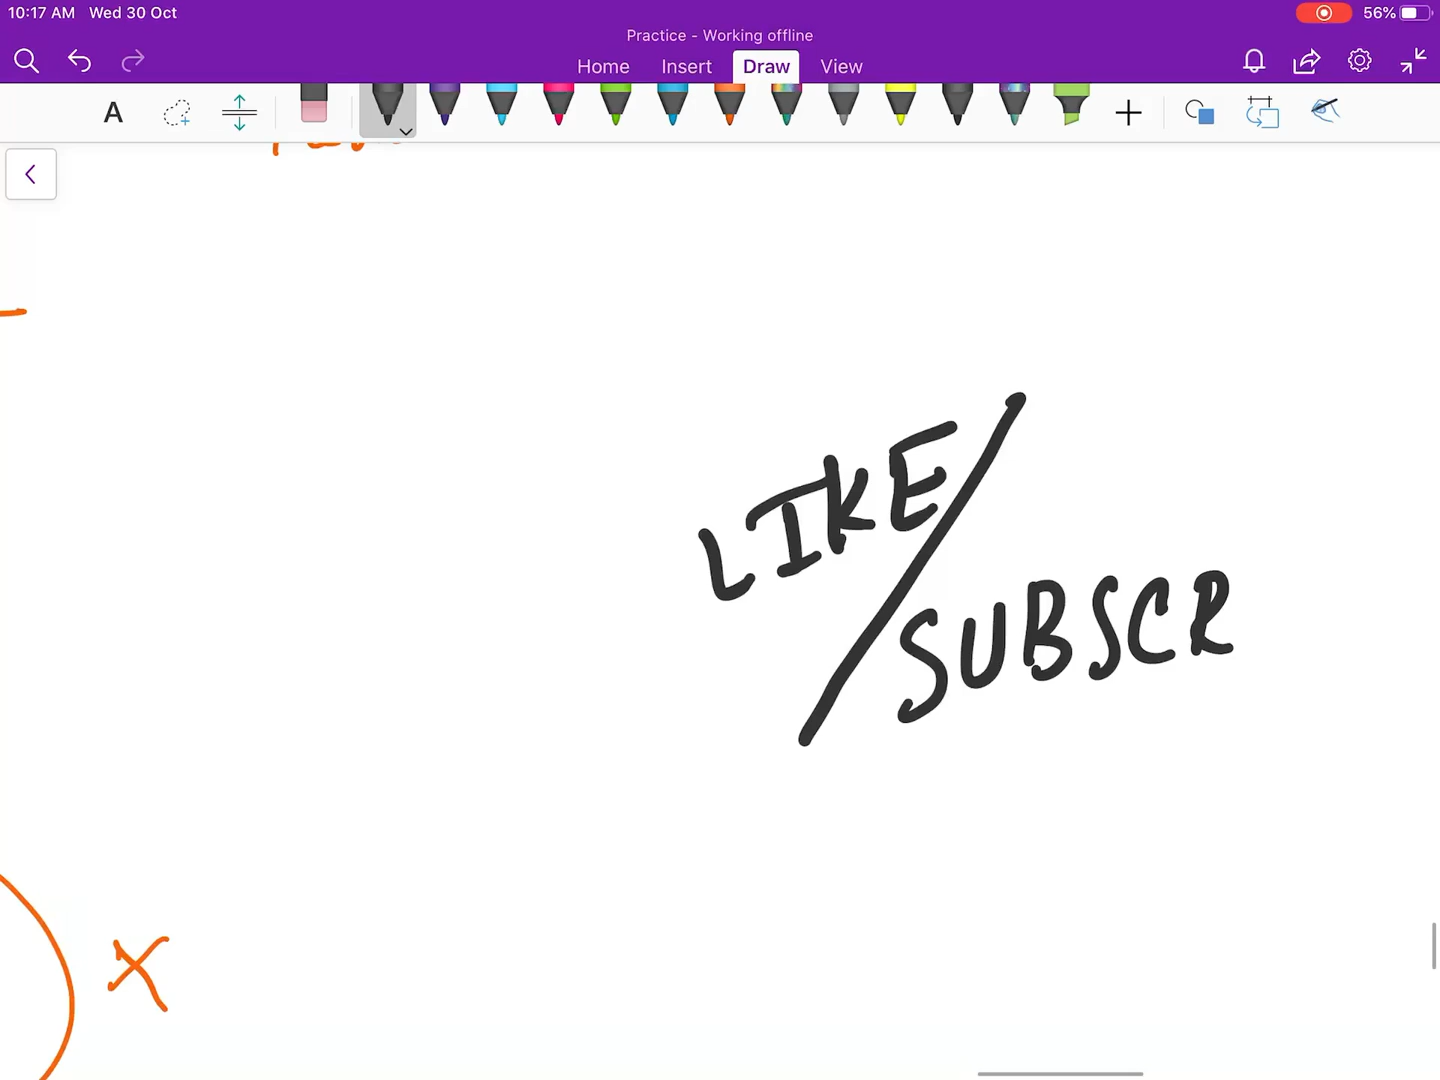 10:17 AM Wed 30 Oct
56%
Practice - Working offline
Home Insert Draw View
A
LIKE/
SUBSCR
X